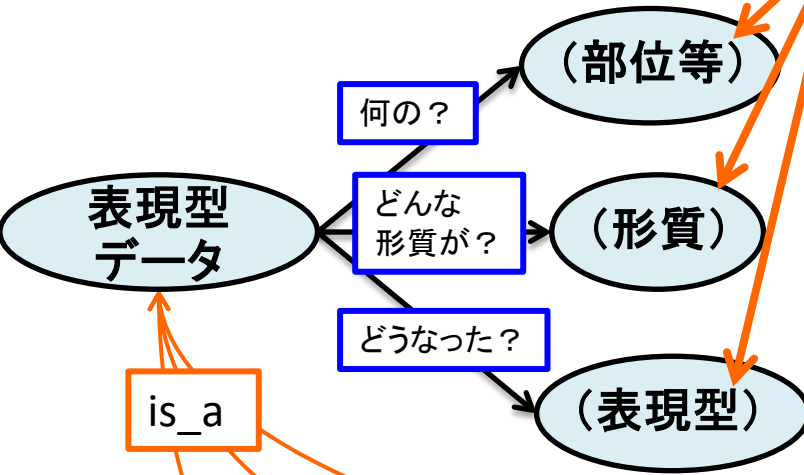 （部位等）
何の？
表現型
データ
どんな
形質が？
（形質）
どうなった？
（表現型）
is_a